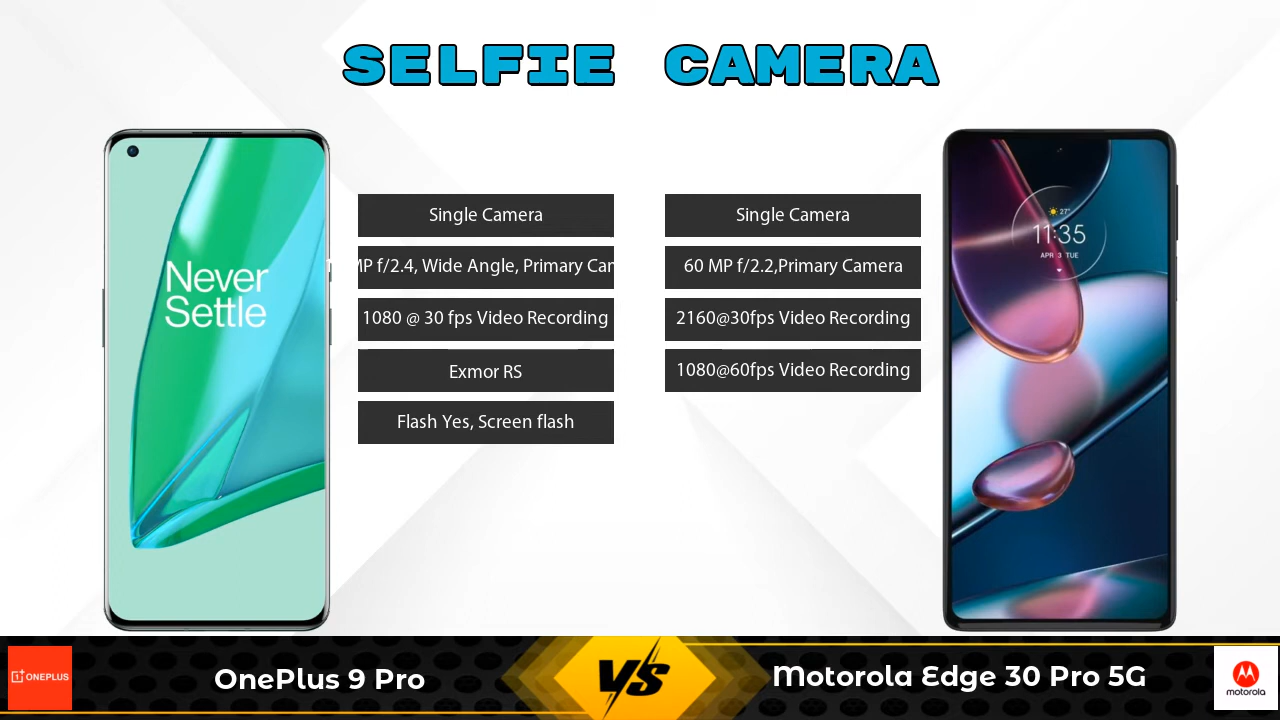 SELFIE CAMERA
Never
Settle
Single Camera
MP f/2.4, Wide Angle, Primary
1080 @ 30 fps Video Recording
Exmor RS
Flash Yes, Screen flash
Single Camera
60 MP f/2.2,Primary Camera
2160@30fps Video Recording
1080@60fps Video Recording
27°
11:35
APR 3 TUE
ONEPLUS
OnePlus 9 Pro
VS
Motorola Edge 30 Pro 5G
motorola